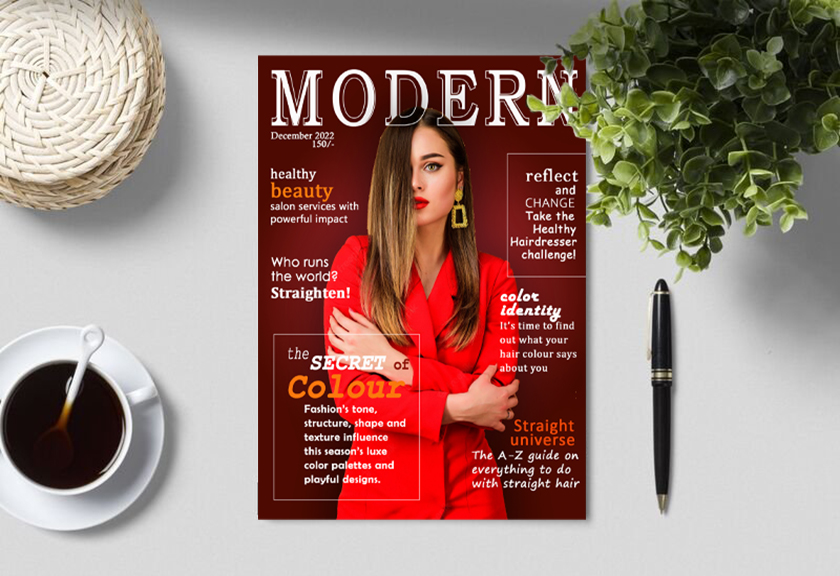 MODERN
December 2022
150/-
healthy
beauty
salon services with
powerful impact
Who runs
the world?
Straighten!
the SECRET of
Colour
Fashion's tone,
structure, shape and
texture influence
this season's luxe
color palettes and
playful designs.
reflect
and
CHANGE
Take the
Healthy
Hairdresser
challenge!
color
identity
It's time to find
out what your
hair colour says
about you
Straight
universe
The A-Z guide on
everything to do
with straight hair